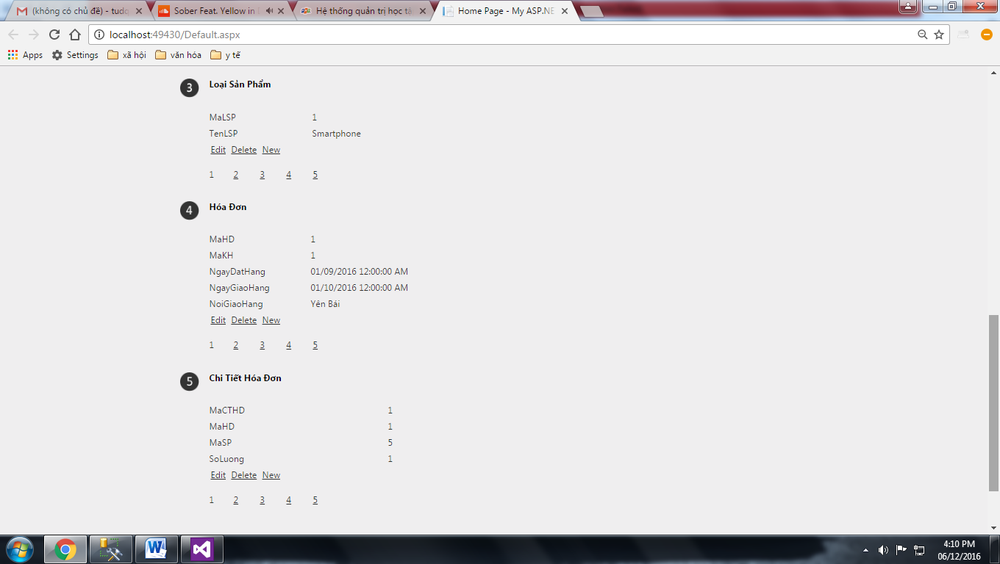 (không có chủ đề) - tudq
Sober Feat. Yellow in
Hệ thống quản trị học tậ
Home Page - My ASP.NE
localhost:49430/Default.aspx
Apps Settings xã hội văn hóa y tế
3 Loại Sản Phẩm
MaLSP 1
TenLSP Smartphone
Edit Delete New
1 2 3 4 5
4 Hóa Đơn
MaHD 1
MaKH 1
NgayDatHang 01/09/2016 12:00:00 AM
NgayGiaoHang 01/10/2016 12:00:00 AM
NoiGiaoHang Yên Bái
Edit Delete New
1 2 3 4 5
5 Chi Tiết Hóa Đơn
MaCTHD 1
MaHD 1
MaSP 5
SoLuong 1
Edit Delete New
1 2 3 4 5
4:10 PM
06/12/2016